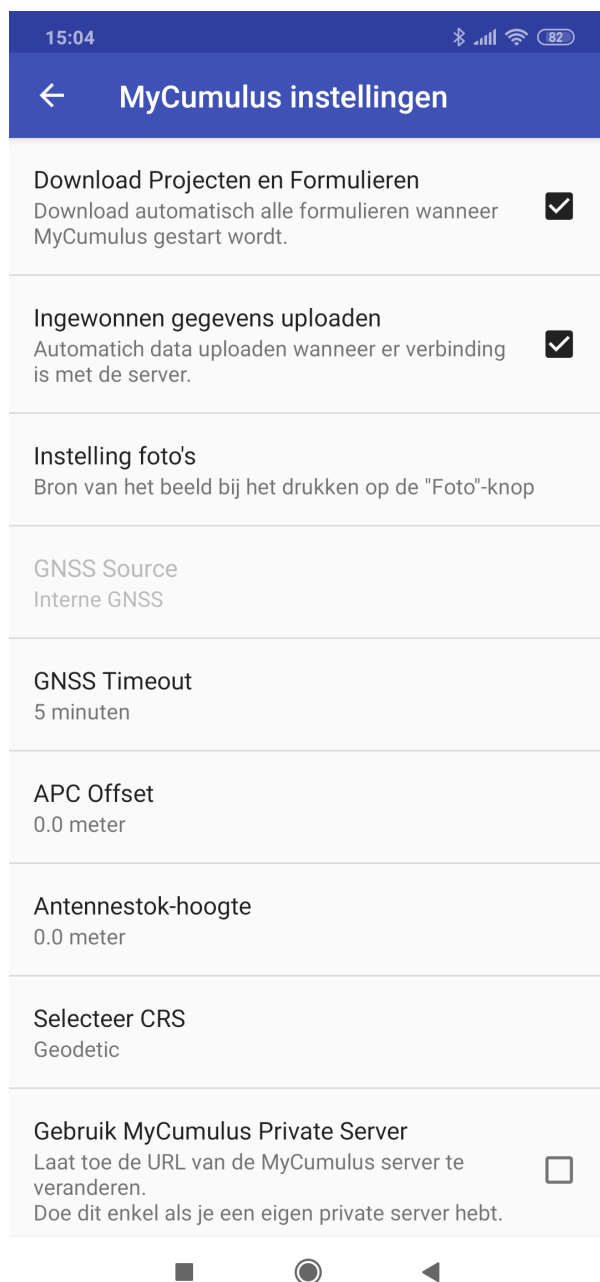 15:04
82
MyCumulus instellingen
Download Projecten en Formulieren
Download automatisch alle formulieren wanneer
MyCumulus gestart wordt.
Ingewonnen gegevens uploaden
Automatich data uploaden wanneer er verbinding
is met de server.
Instelling foto's
Bron van het beeld bij het drukken op de "Foto"-knop
GNSS Source
Interne GNSS
GNSS Timeout
5 minuten
APC Offset
0.0 meter
Antennestok-hoogte
0.0 meter
Selecteer CRS
Geodetic
Gebruik MyCumulus Private Server
Laat toe de URL van de MyCumulus server te
veranderen.
Doe dit enkel als je een eigen private server hebt.